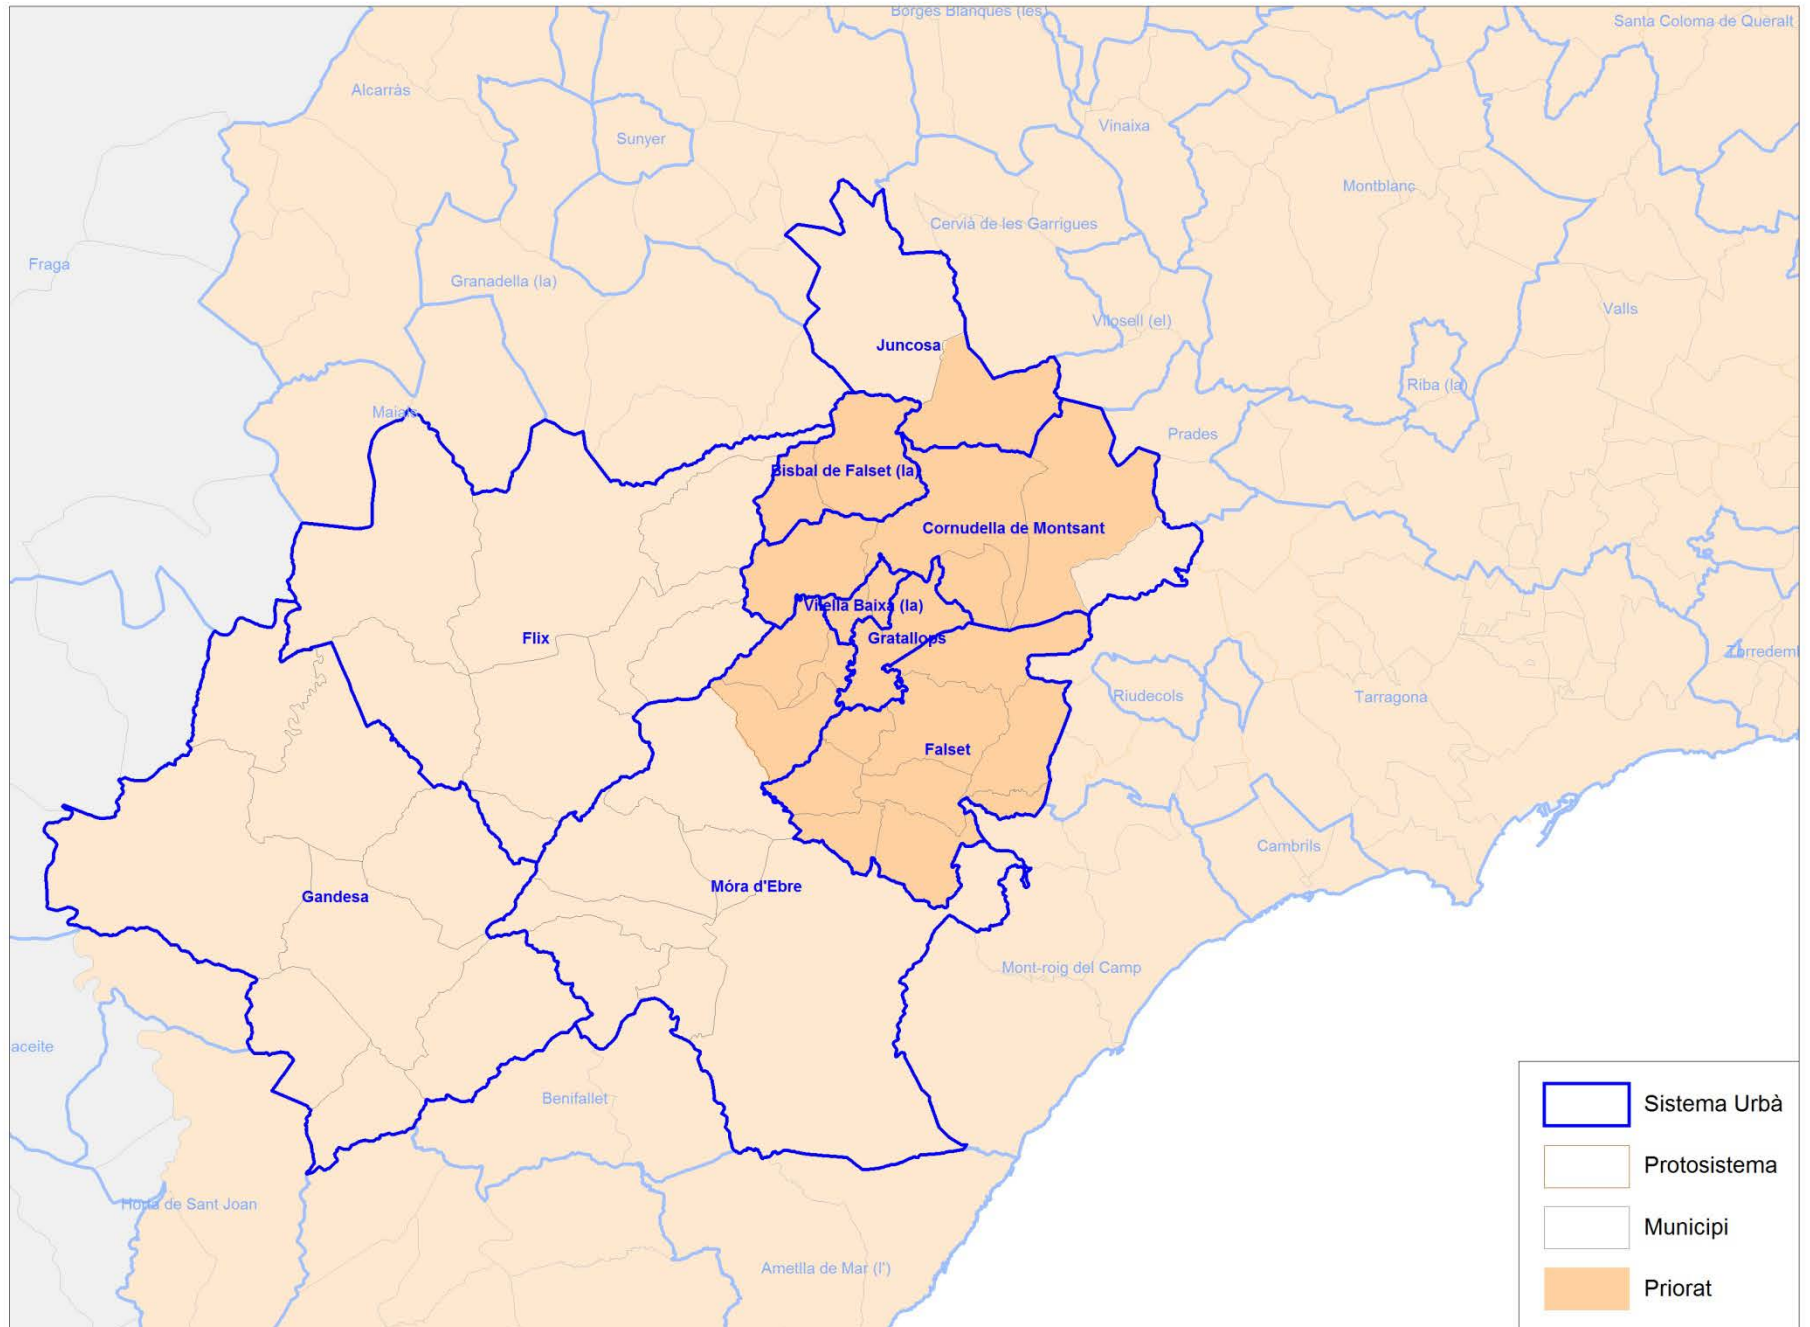 Borges Blanques (les)
Santa Coloma de Queralt
Alcarràs
Vinaixa
Sunyer
Montblanc
Cervià de les Garrigues
Fraga
Granadella (la)
Valls
Vilosell (el)
Juncosa
Riba (la)
Maials
Prades
Bisbal de Falset (la)
Cornudella de Montsant
Vilella Baixa (la)
Flix
Gratallops
Torredemb
Riudecols
Tarragona
Falset
Cambrils
Móra d'Ebre
Gandesa
Mont-roig del Camp
aceite
Benifallet
Horta de Sant Joan
Ametlla de Mar (l')
Sistema Urbà
Protosistema
Municipi
Priorat